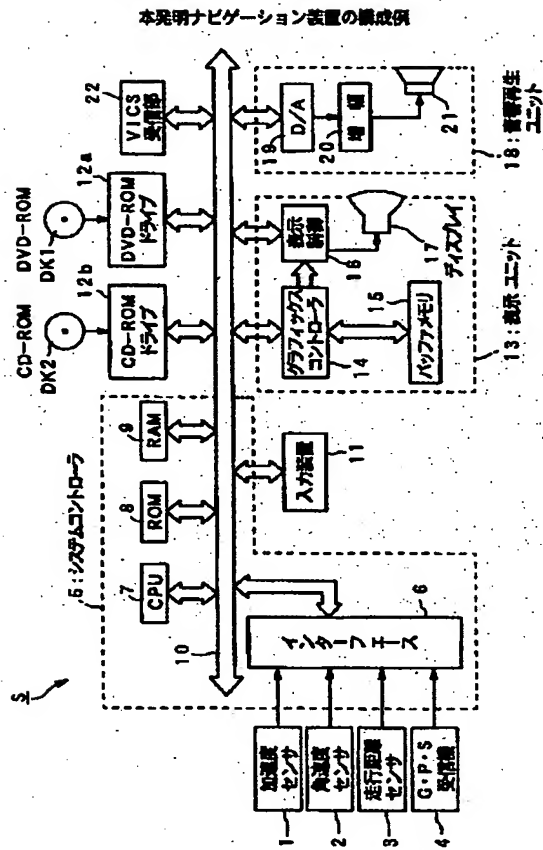 本発明ナビゲーション装置の構成例
S
CD-ROM
DK2
DVD-ROM
DK1
5：システムコントローラ
7
CPU
8
ROM
9
RAM
12b
CD-ROM
ドライブ
12a
DVD-ROM
ドライブ
22
VICS
受信部
10
6
インターフェース
1
加速度
センサ
2
角速度
センサ
3
走行距離
センサ
4
G・P・S
受信機
入力装置
11
グラフィックス
コントローラ
14
表示
制御
16
バッファメモリ
15
17
ディスプレイ
13：表示ユニット
19
D/A
20
増幅
21
18：音響再生
ユニット